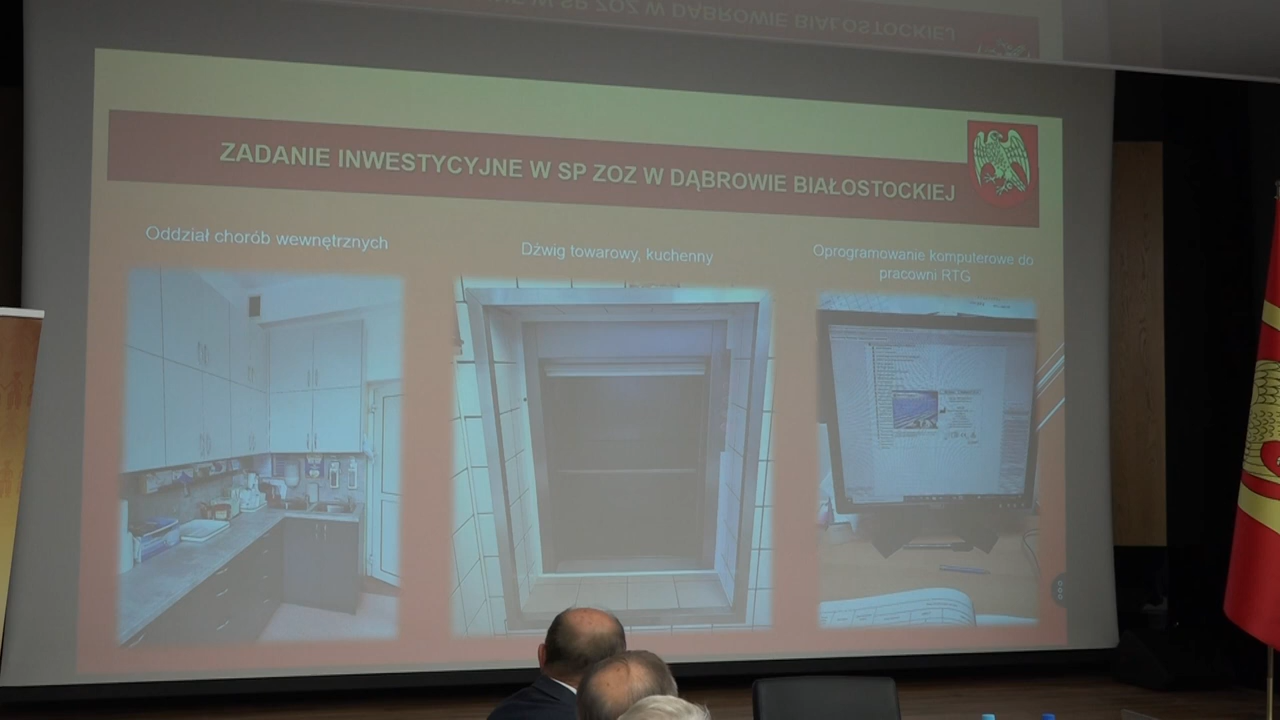 ZADANIE INWESTYCYJNE W SP ZOZ W DĄBROWIE BIAŁOSTOCKIEJ
Oddział chorób wewnętrznych
Dźwig towarowy, kuchenny
Oprogramowanie komputerowe do
pracowni RTG